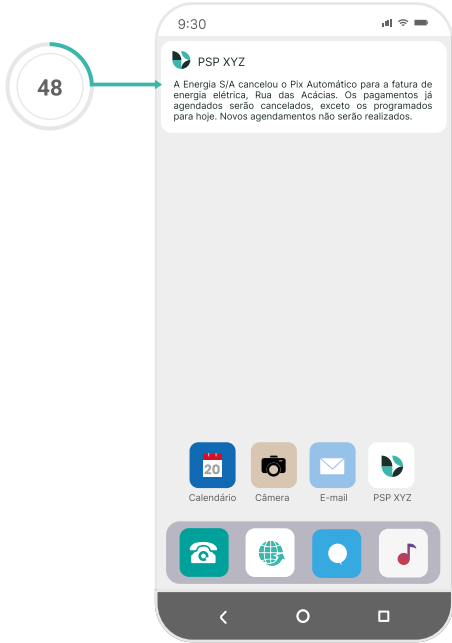 9:30
PSP XYZ
48
A Energia S/A cancelou o Pix Automático para a fatura de
energia elétrica, Rua das Acácias. Os pagamentos já
agendados serão cancelados, exceto os programados
para hoje. Novos agendamentos não serão realizados.
20
Calendário Câmera E-mail PSP XYZ